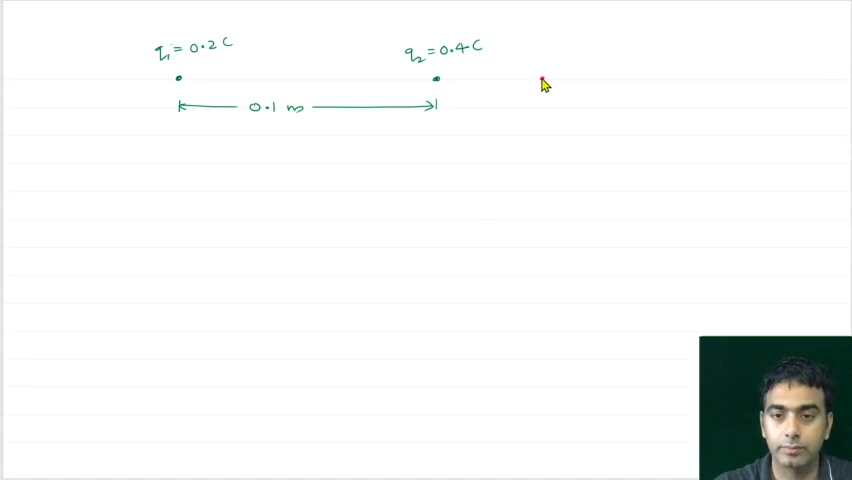 q₁ = 0.2 C
q₂ = 0.4 C
0.1 m